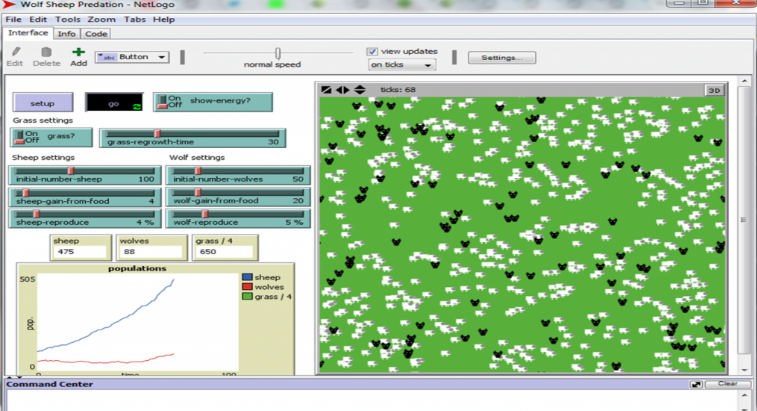 Wolf Sheep Predation - NetLogo
File Edit Tools Zoom Tabs Help
Interface Info Code
Edit Delete Add
abc Button
normal speed
view updates
on ticks
Settings...
setup
go
On
Off
show-energy?
ticks: 68
3D
Grass settings
On
Off
grass?
grass-regrowth-time 30
Sheep settings Wolf settings
initial-number-sheep 100
initial-number-wolves 50
sheep-gain-from-food 4
wolf-gain-from-food 20
sheep-reproduce 4 %
wolf-reproduce 5 %
sheep
475
wolves
88
grass / 4
650
populations
505
pop.
0
0 time 100
sheep
wolves
grass / 4
Command Center
Clear